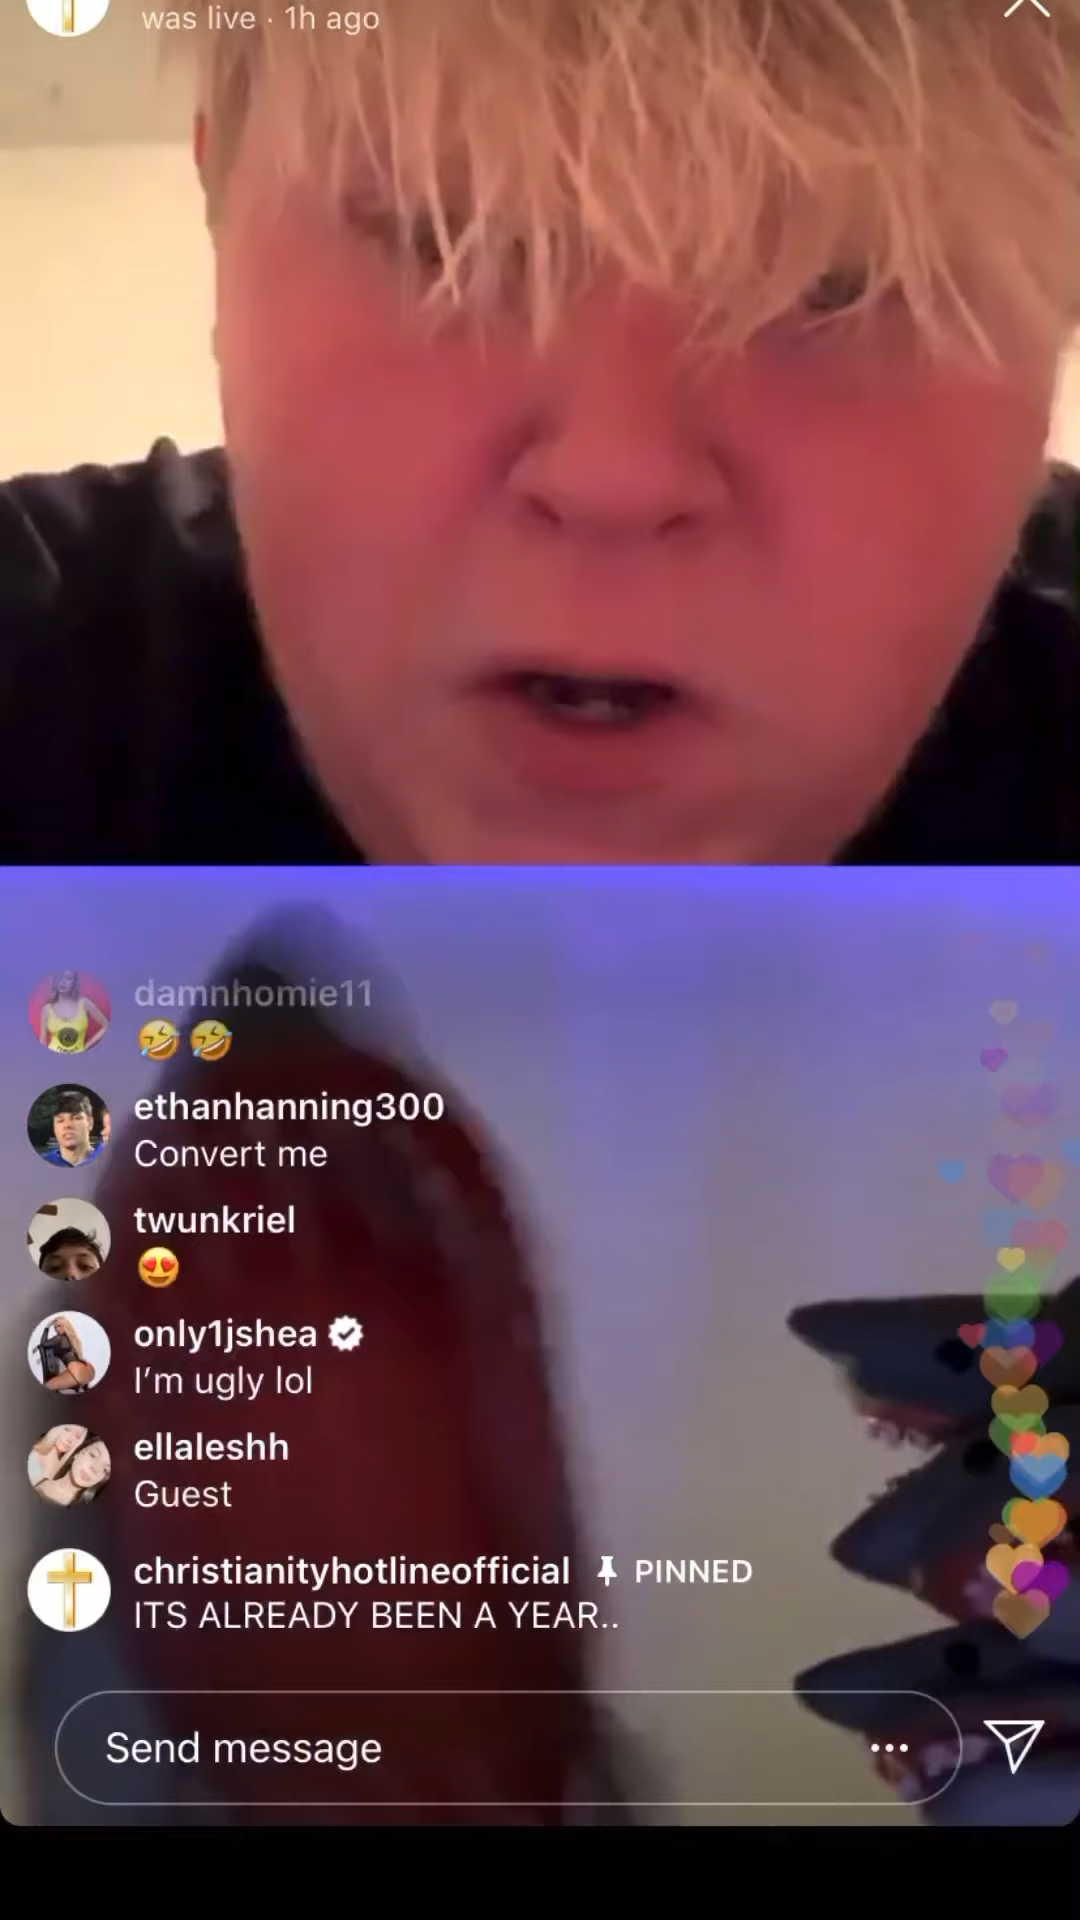 was live · 1h ago
damnhomie11
🤣🤣
ethanhanning300
Convert me
twunkriel
😍
only1jshea
I’m ugly lol
ellaleshh
Guest
christianityhotlineofficial PINNED
ITS ALREADY BEEN A YEAR..
Send message